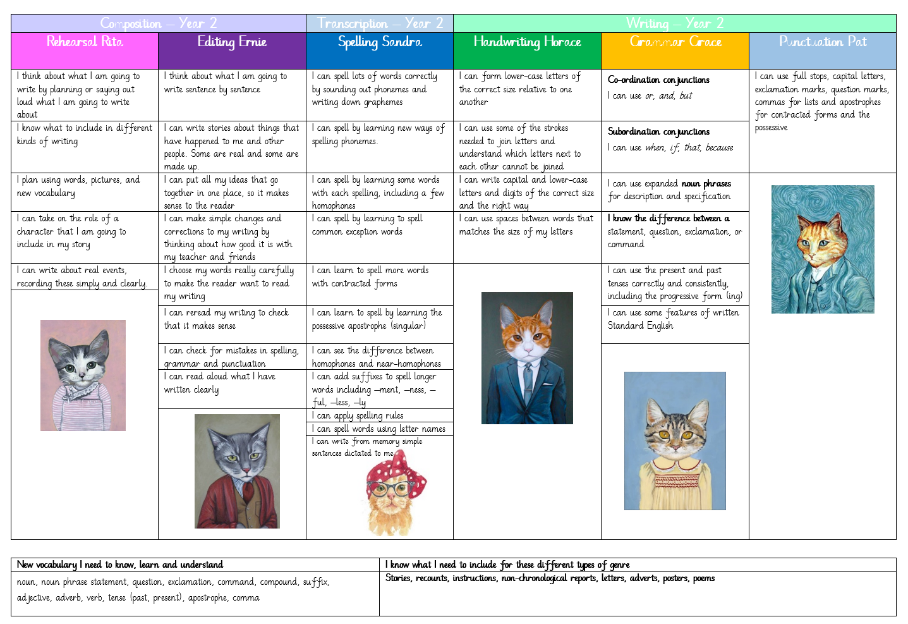 Composition – Year 2
Transcription – Year 2
Writing – Year 2
Rehearsal Rita
Editing Ernie
Spelling Sandra
Handwriting Horace
Grammar Grace
Punctuation Pat
I think about what I am going to
write by planning or saying out
loud what I am going to write
about
I think about what I am going to
write sentence by sentence
I can spell lots of words correctly
by sounding out phonemes and
writing down graphemes
I can form lower-case letters of
the correct size relative to one
another
Co-ordination conjunctions
I can use or, and, but
I can use full stops, capital letters,
exclamation marks, question marks,
commas for lists and apostrophes
for contracted forms and the
possessive
I know what to include in different
kinds of writing
I can write stories about things that
have happened to me and other
people. Some are real and some are
made up.
I can spell by learning new ways of
spelling phonemes.
I can use some of the strokes
needed to join letters and
understand which letters next to
each other cannot be joined
Subordination conjunctions
I can use when, if, that, because
I plan using words, pictures, and
new vocabulary
I can put all my ideas that go
together in one place, so it makes
sense to the reader
I can spell by learning some words
with each spelling, including a few
homophones
I can write capital and lower-case
letters and digits of the correct size
and the right way
I can use expanded noun phrases
for description and specification
I can take on the role of a
character that I am going to
include in my story
I can make simple changes and
corrections to my writing by
thinking about how good it is with
my teacher and friends
I can spell by learning to spell
common exception words
I can use spaces between words that
matches the size of my letters
I know the difference between a
statement, question, exclamation, or
command
I can write about real events,
recording these simply and clearly.
I choose my words really carefully
to make the reader want to read
my writing
I can learn to spell more words
with contracted forms
I can use the present and past
tenses correctly and consistently,
including the progressive form (ing)
I can reread my writing to check
that it makes sense
I can learn to spell by learning the
possessive apostrophe (singular)
I can use some features of written
Standard English
I can check for mistakes in spelling,
grammar and punctuation
I can see the difference between
homophones and near-homophones
I can read aloud what I have
written clearly
I can add suffixes to spell longer
words including –ment, –ness, –
ful, –less, –ly
I can apply spelling rules
I can spell words using letter names
I can write from memory simple
sentences dictated to me.
New vocabulary I need to know, learn and understand
I know what I need to include for these different types of genre
noun, noun phrase statement, question, exclamation, command, compound, suffix,
adjective, adverb, verb, tense (past, present), apostrophe, comma
Stories, recounts, instructions, non-chronological reports, letters, adverts, posters, poems